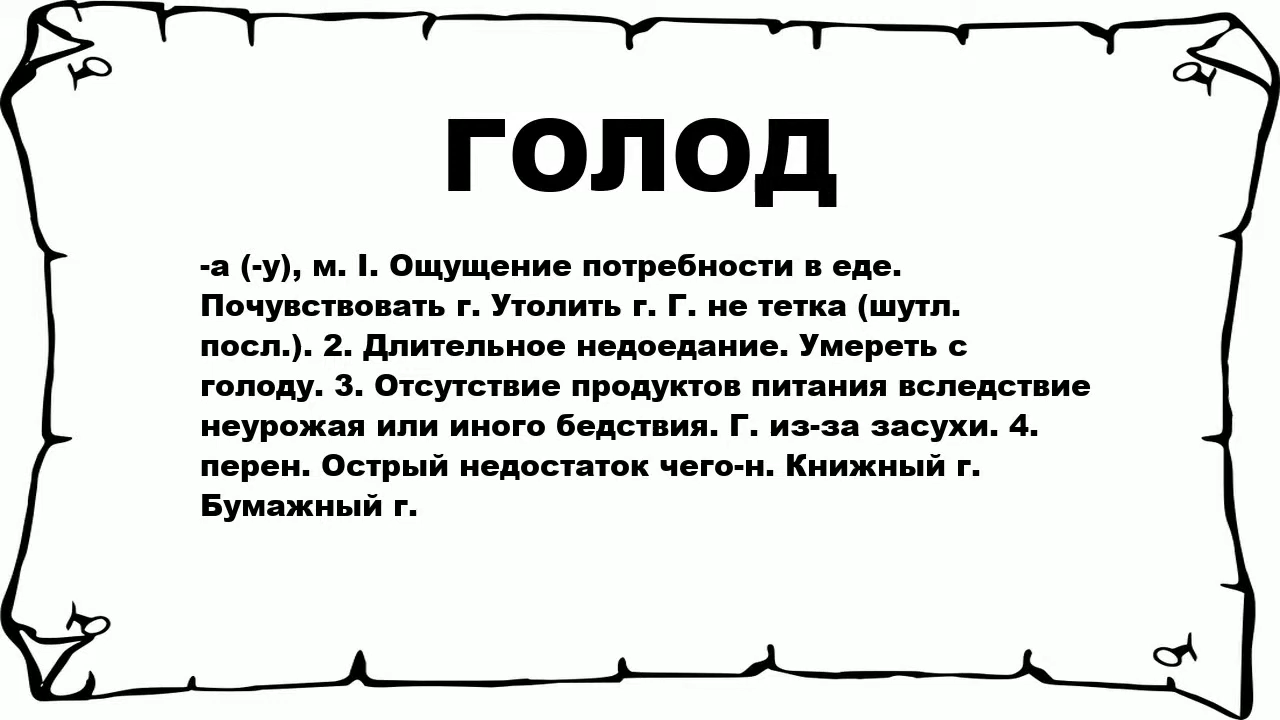 ГОЛОД
-а (-у), м. I. Ощущение потребности в еде.
Почувствовать г. Утолить г. Г. не тетка (шутл.
посл.). 2. Длительное недоедание. Умереть с
голоду. 3. Отсутствие продуктов питания вследствие
неурожая или иного бедствия. Г. из-за засухи. 4.
перен. Острый недостаток чего-н. Книжный г.
Бумажный г.